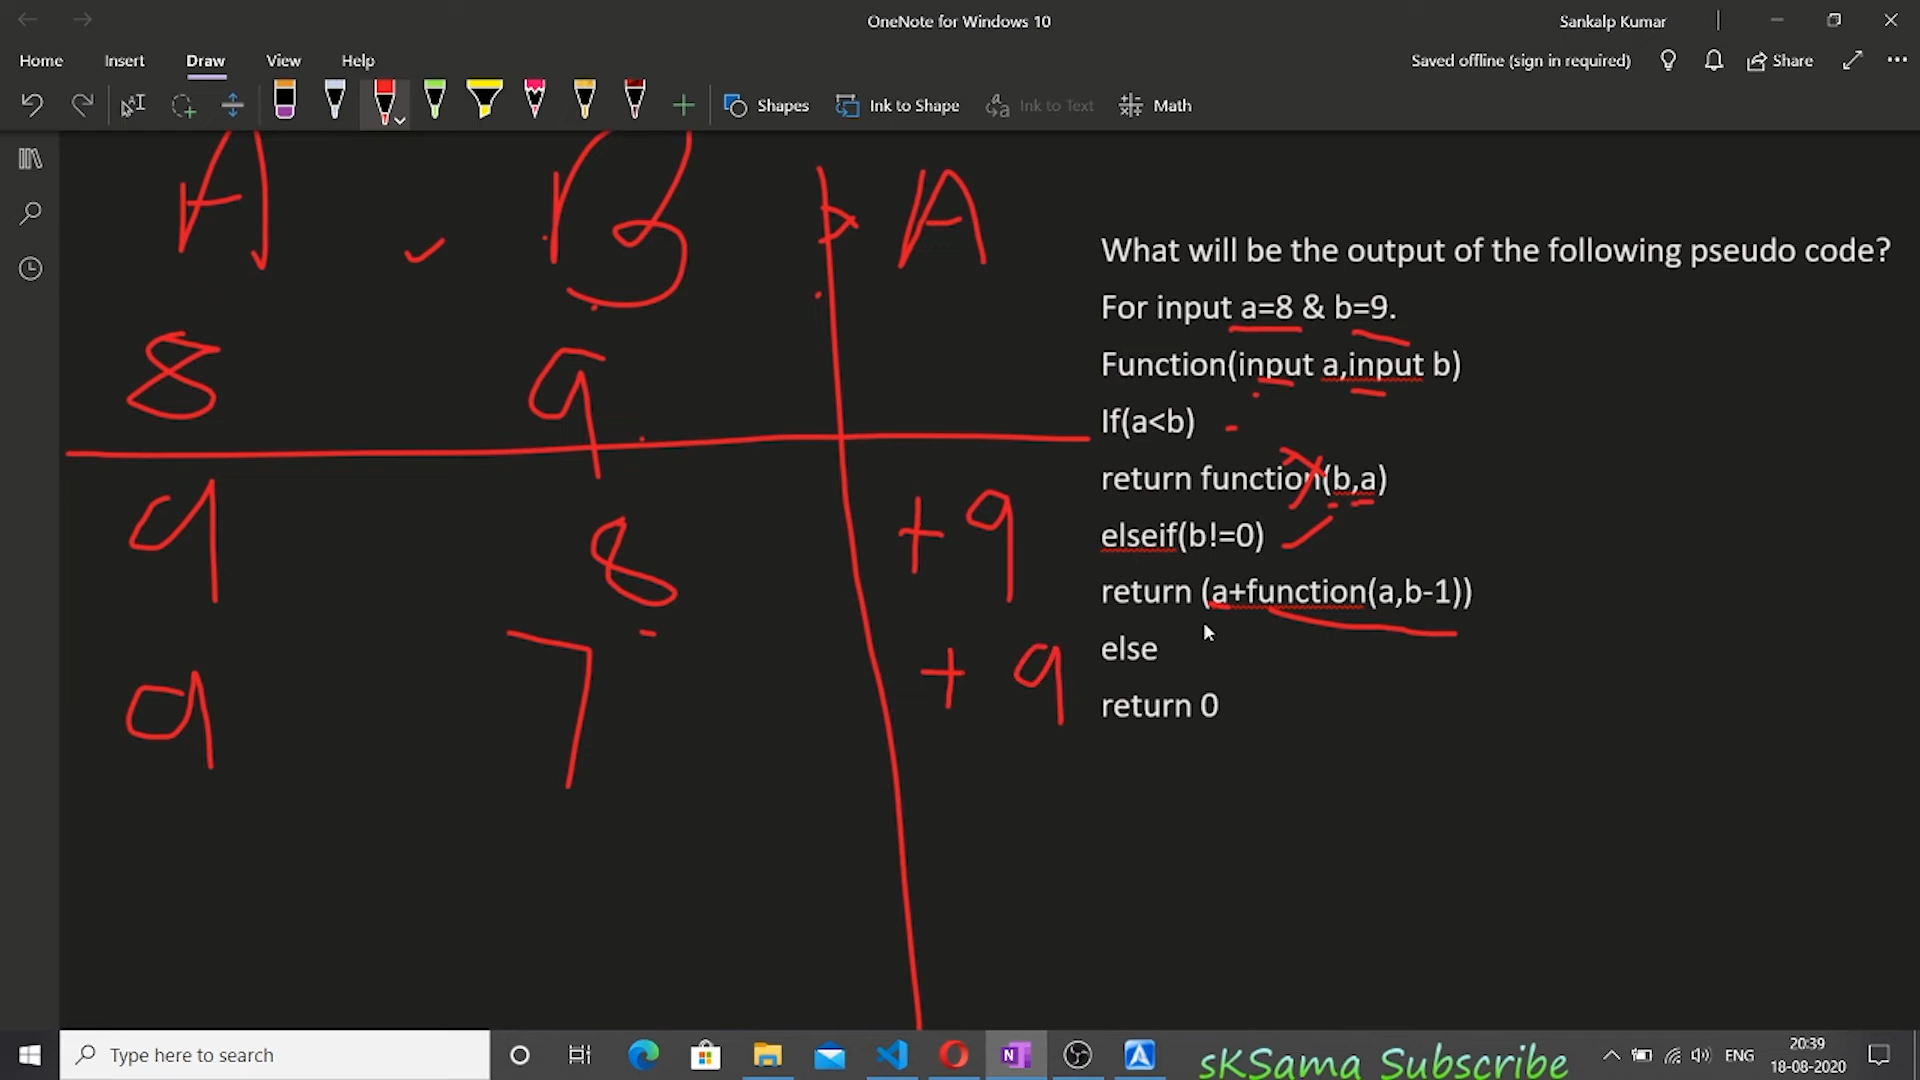 OneNote for Windows 10
Sankalp Kumar
Home Insert Draw View Help
Saved offline (sign in required)
Share
Shapes
Ink to Shape
Ink to Text
Math
A B A
8 9
9 8 +9
9 7 +9
What will be the output of the following pseudo code?
For input a=8 & b=9.
Function(input a,input b)
If(a<b)
return function(b,a)
elseif(b!=0)
return (a+function(a,b-1))
else
return 0
Type here to search
sKSama Subscribe
ENG
20:39
18-08-2020